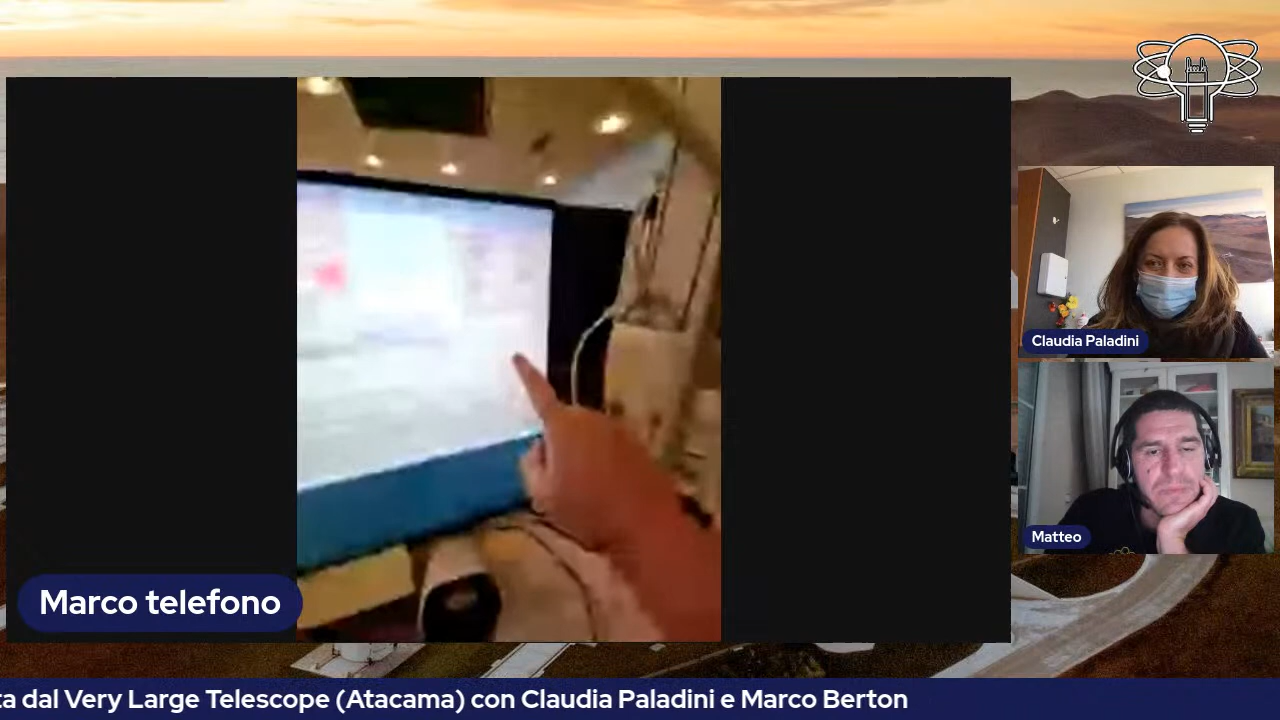 Claudia Paladini
Matteo
Marco telefono
ta dal Very Large Telescope (Atacama) con Claudia Paladini e Marco Berton